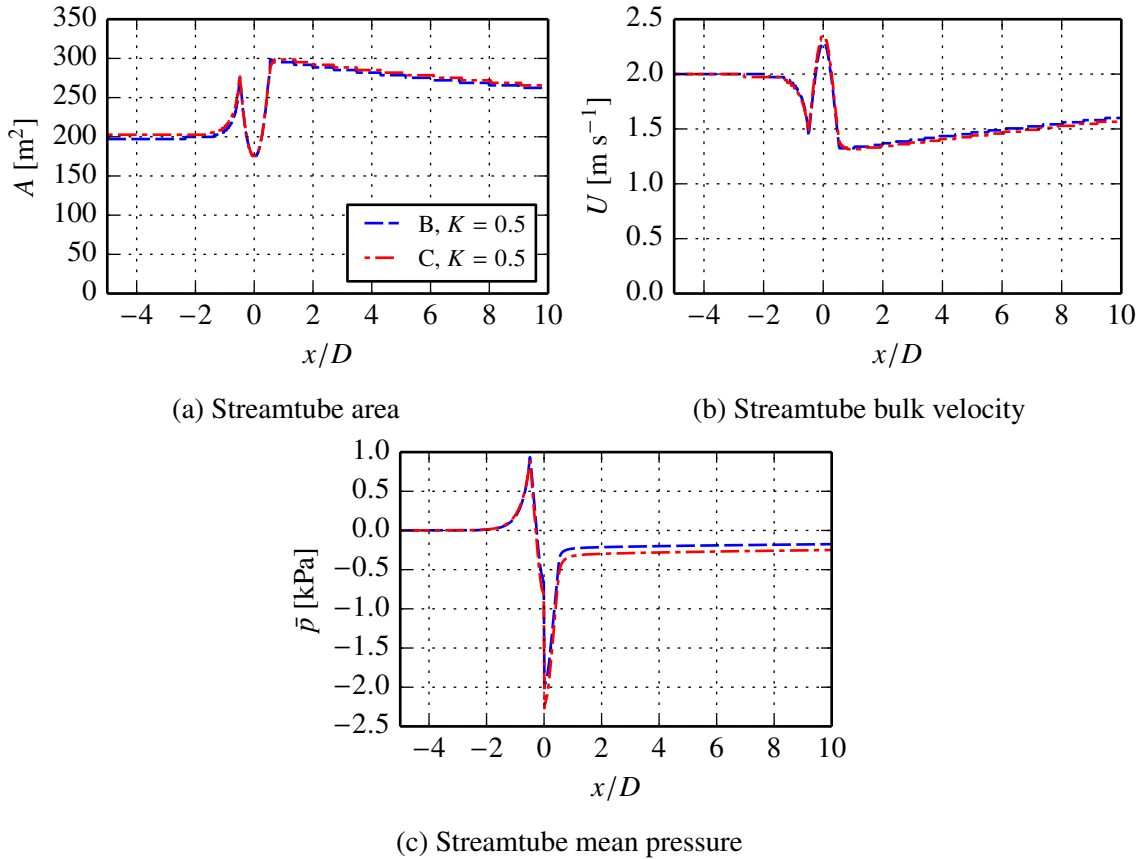 350
300
250
200
150
100
50
0
A [m²]
B, K = 0.5
C, K = 0.5
−4 −2 0 2 4 6 8 10
x/D
(a) Streamtube area
2.5
2.0
1.5
1.0
0.5
0.0
U [m s⁻¹]
−4 −2 0 2 4 6 8 10
x/D
(b) Streamtube bulk velocity
1.0
0.5
0.0
−0.5
−1.0
−1.5
−2.0
−2.5
p̄ [kPa]
−4 −2 0 2 4 6 8 10
x/D
(c) Streamtube mean pressure